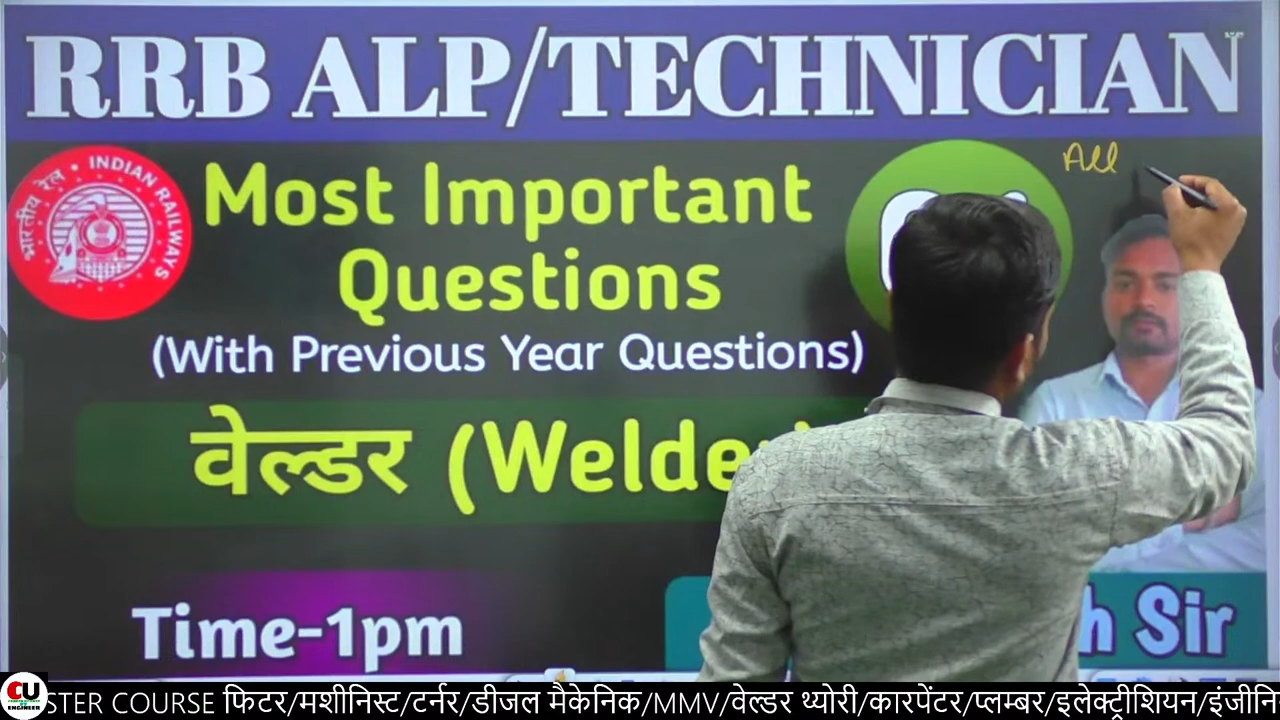 RRB ALP/TECHNICIAN
All
भारतीय रेल • INDIAN RAILWAYS
Most Important
Questions
(With Previous Year Questions)
वेल्डर (Welde
Time-1pm
h Sir
CU
ENGINEER
STER COURSE फिटर/मशीनिस्ट/टर्नर/डीजल मैकेनिक/MMV/वेल्डर थ्योरी/कारपेंटर/प्लम्बर/इलेक्ट्रीशियन/इंजीनि